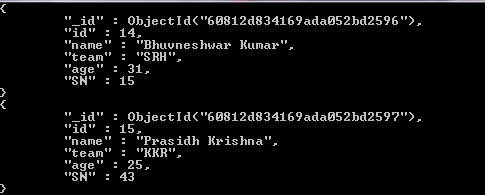 {
"_id" : ObjectId("60812d834169ada052bd2596"),
"id" : 14,
"name" : "Bhuvneshwar Kumar",
"team" : "SRH",
"age" : 31,
"SN" : 15
}
{
"_id" : ObjectId("60812d834169ada052bd2597"),
"id" : 15,
"name" : "Prasidh Krishna",
"team" : "KKR",
"age" : 25,
"SN" : 43
}